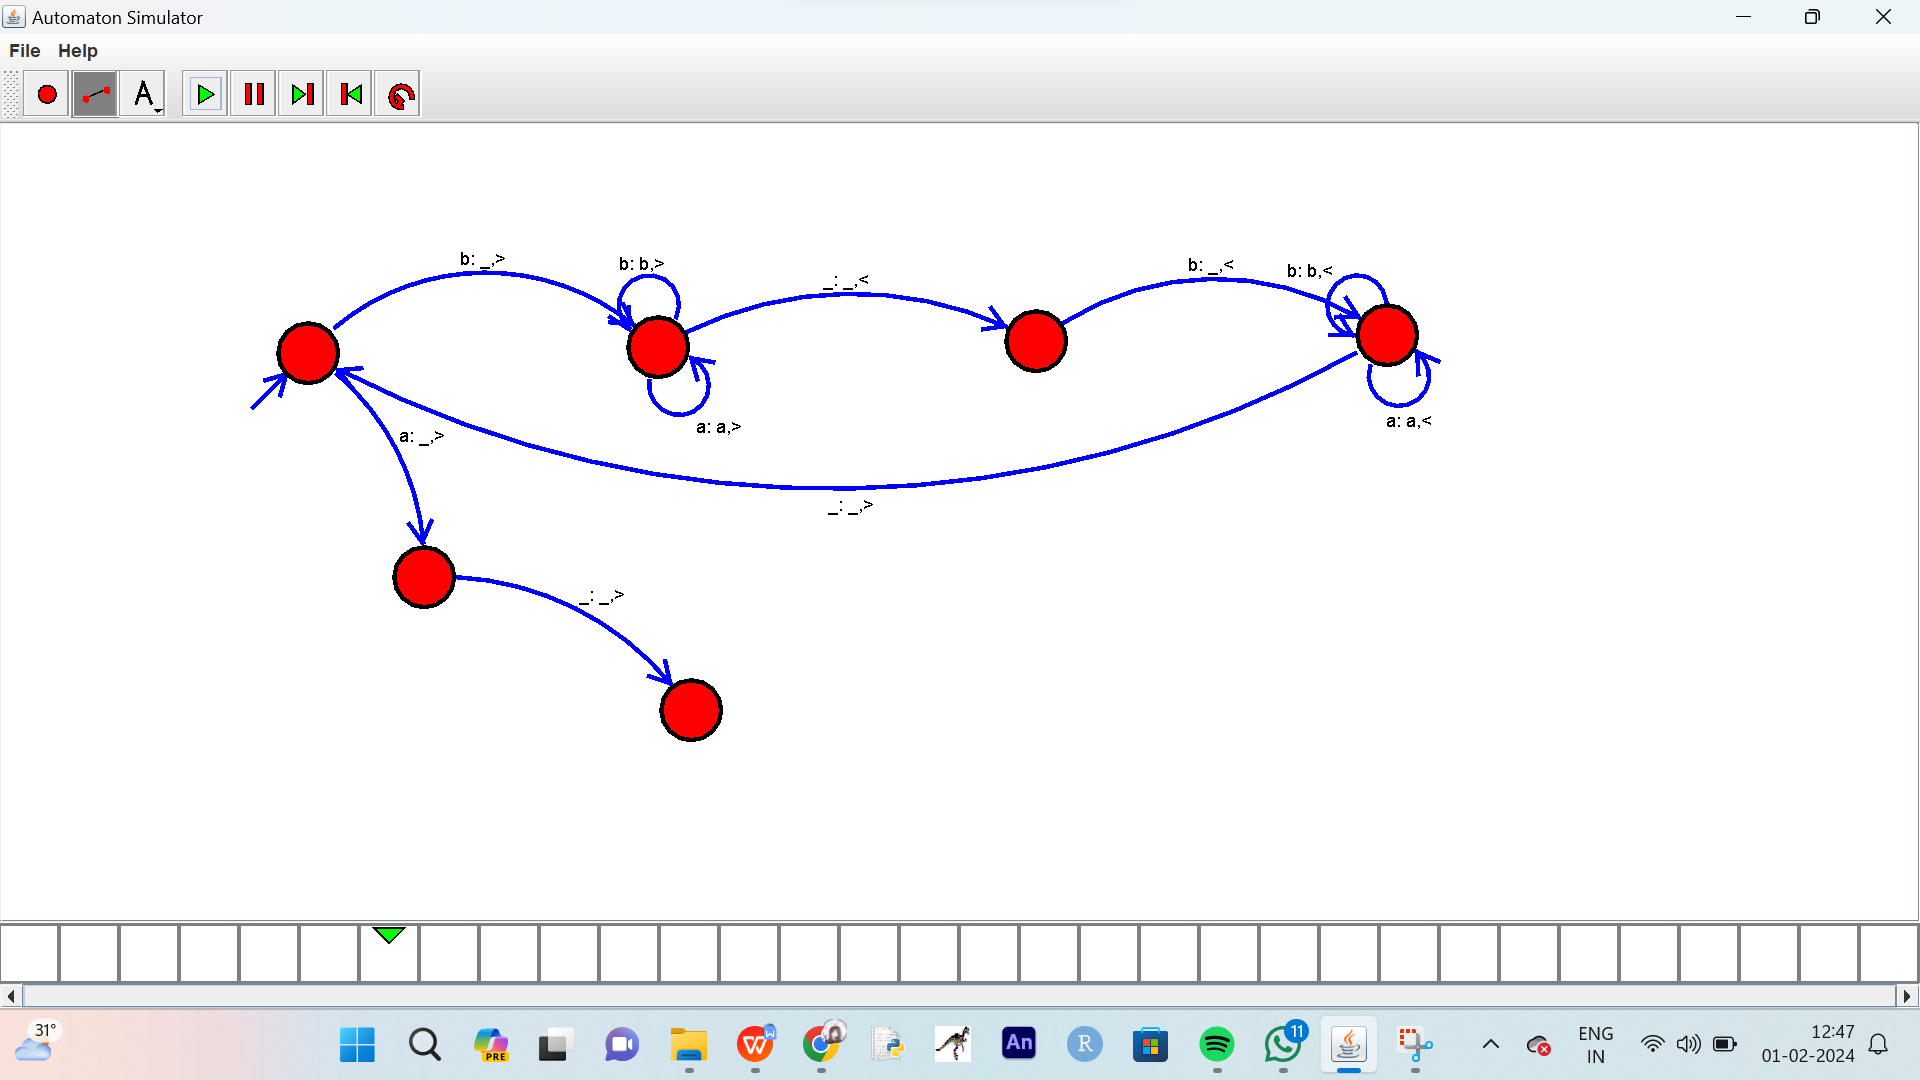 Automaton Simulator
File Help
A
b: _,>
b: b,>
_: _,<
b: _,<
b: b,<
a: a,>
a: a,<
a: _,>
_: _,>
_: _,>
31°
PRE
W
W
An
R
11
ENG
IN
12:47
01-02-2024